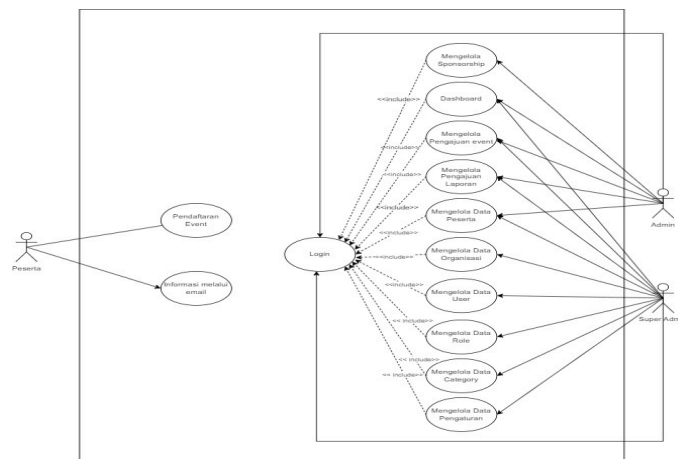 Mengelola
Sponsorship
<<include>>
Dashboard
Mengelola
Pengajuan event
<<include>>
Mengelola
Pengajuan
Laporan
<<include>>
Mengelola Data
Peserta
<<include>>
Pendaftaran
Event
Admin
Peserta
Login
<<include>>
Mengelola Data
Organisasi
Informasi melalui
email
<<include>>
Mengelola Data
User
Super Adm
<< include>>
Mengelola Data
Role
<< include>>
Mengelola Data
Category
<< include>>
Mengelola Data
Pengaturan